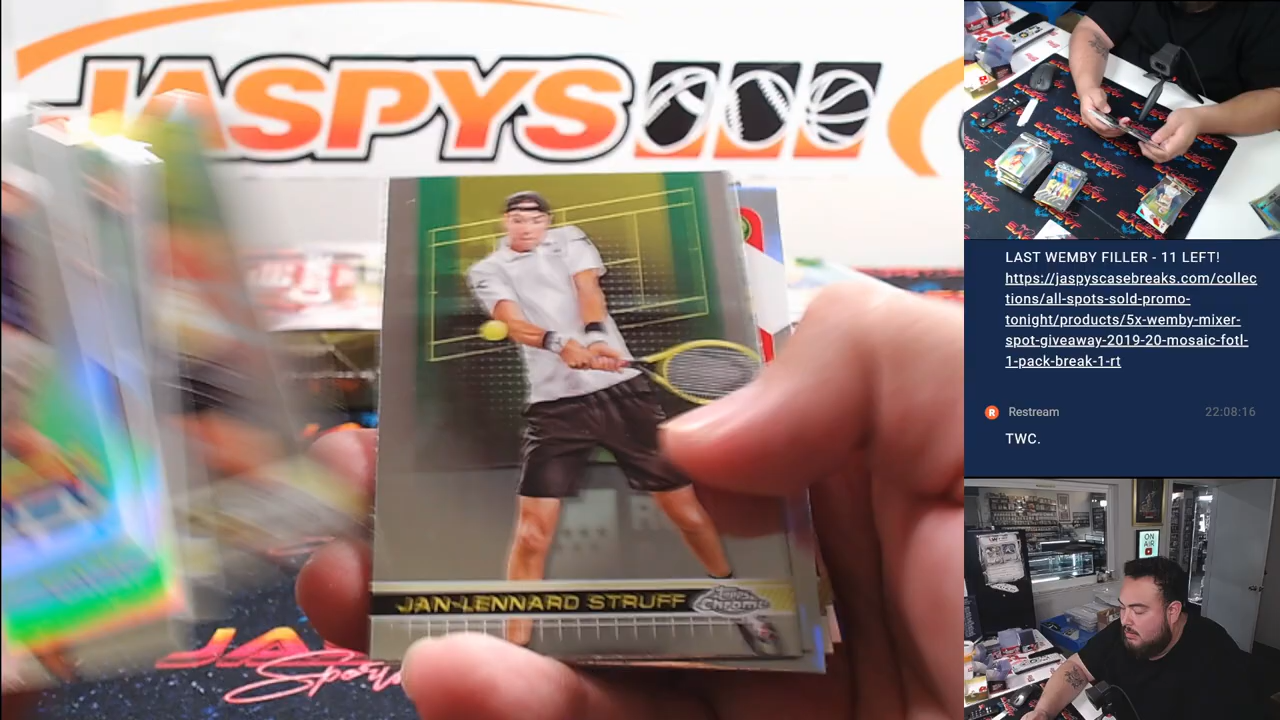 JASPYS
JAN-LENNARD STRUFF
Topps
Chrome
LAST WEMBY FILLER - 11 LEFT!
https://jaspyscasebreaks.com/collec
tions/all-spots-sold-promo-
tonight/products/5x-wemby-mixer-
spot-giveaway-2019-20-mosaic-fotl-
1-pack-break-1-rt
R Restream 22:08:16
TWC.
ON
AIR